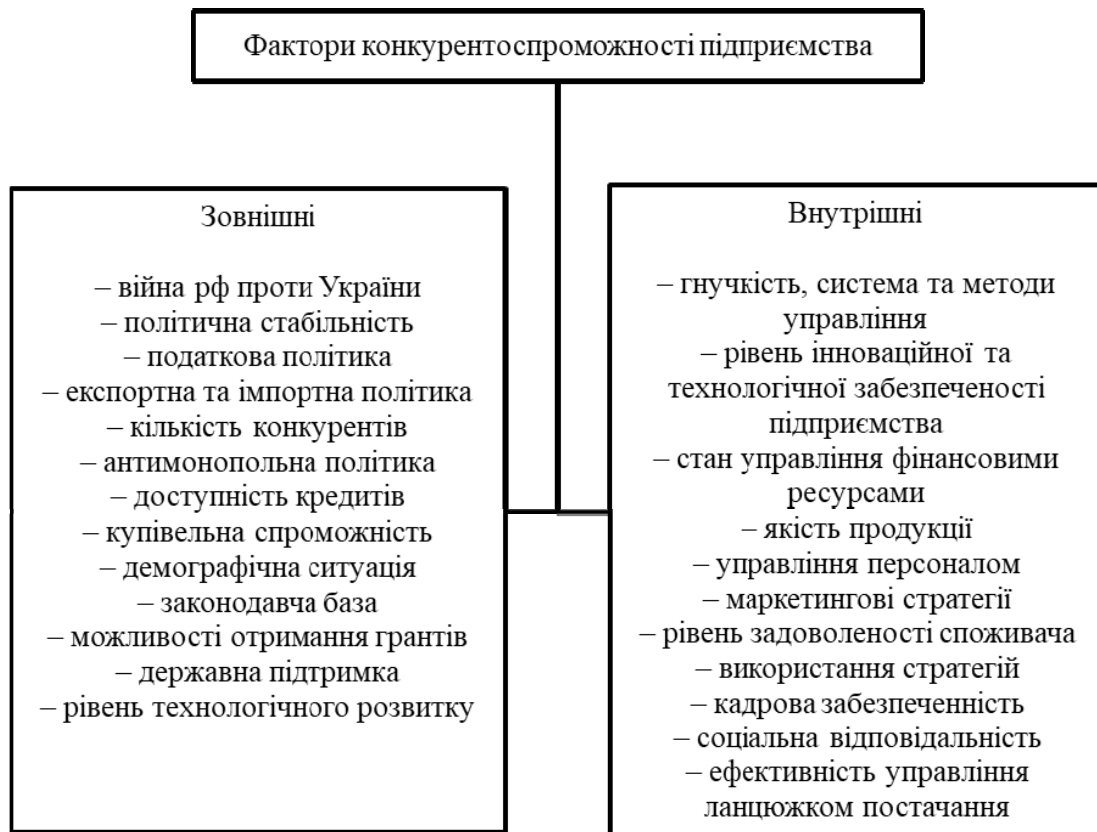 Фактори конкурентоспроможності підприємства
Зовнішні
– війна рф проти України
– політична стабільність
– податкова політика
– експортна та імпортна політика
– кількість конкурентів
– антимонопольна політика
– доступність кредитів
– купівельна спроможність
– демографічна ситуація
– законодавча база
– можливості отримання грантів
– державна підтримка
– рівень технологічного розвитку
Внутрішні
– гнучкість, система та методи
управління
– рівень інноваційної та
технологічної забезпеченості
підприємства
– стан управління фінансовими
ресурсами
– якість продукції
– управління персоналом
– маркетингові стратегії
– рівень задоволеності споживача
– використання стратегій
– кадрова забезпеченність
– соціальна відповідальність
– ефективність управління
ланцюжком постачання